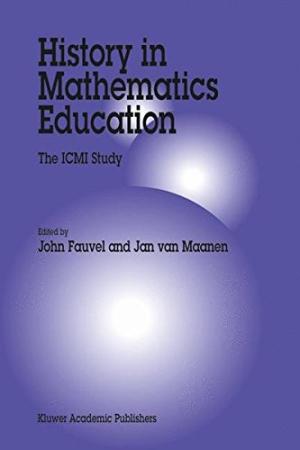 History in
Mathematics
Education
The ICMI Study
Edited by
John Fauvel and Jan van Maanen
Kluwer Academic Publishers